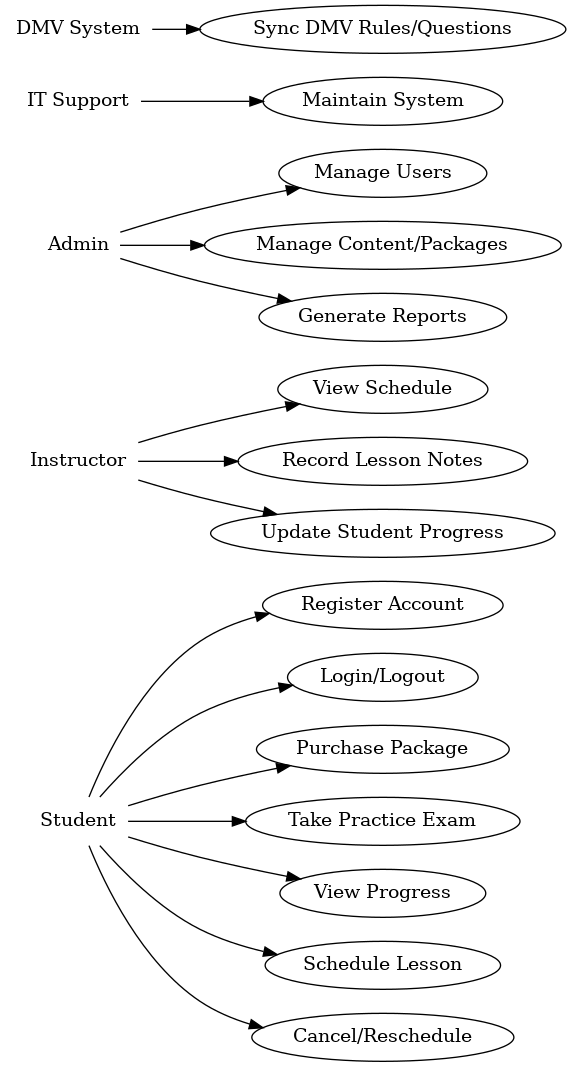 DMV System
Sync DMV Rules/Questions
IT Support
Maintain System
Manage Users
Admin
Manage Content/Packages
Generate Reports
View Schedule
Instructor
Record Lesson Notes
Update Student Progress
Register Account
Login/Logout
Purchase Package
Student
Take Practice Exam
View Progress
Schedule Lesson
Cancel/Reschedule